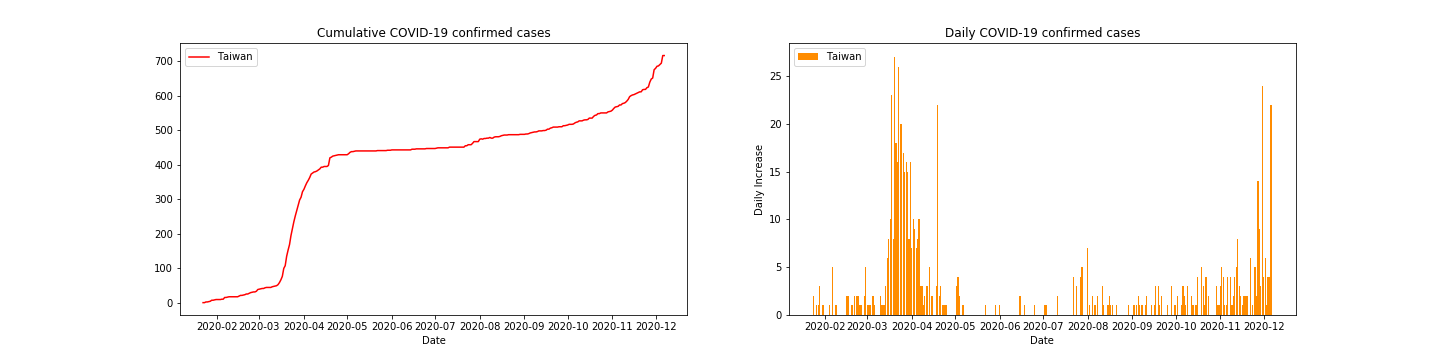 Cumulative COVID-19 confirmed cases
Taiwan
700
600
500
400
300
200
100
0
2020-02 2020-03 2020-04 2020-05 2020-06 2020-07 2020-08 2020-09 2020-10 2020-11 2020-12
Date
Daily COVID-19 confirmed cases
Taiwan
Daily Increase
25
20
15
10
5
0
2020-02 2020-03 2020-04 2020-05 2020-06 2020-07 2020-08 2020-09 2020-10 2020-11 2020-12
Date